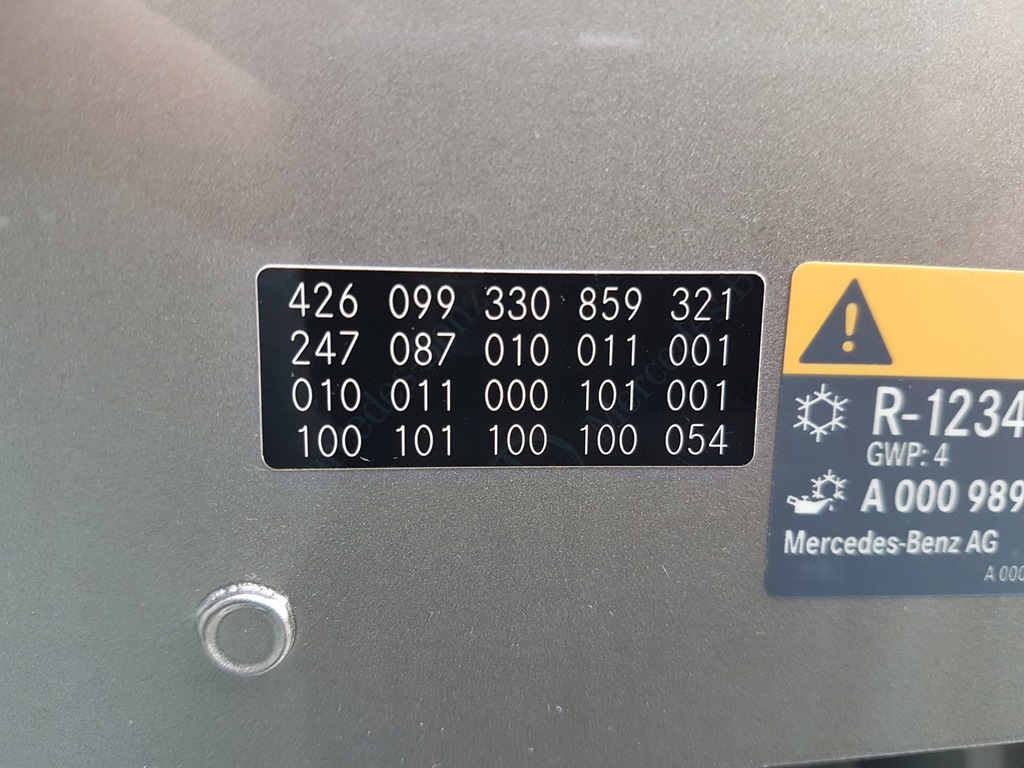 426 099 330 859 321
247 087 010 011 001
010 011 000 101 001
100 101 100 100 054
R-1234
GWP: 4
A 000 989
Mercedes-Benz AG
A 000